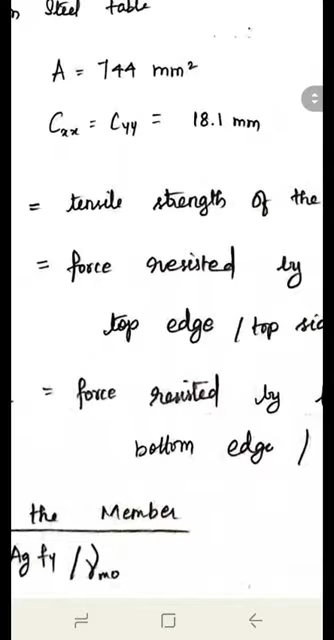 n Steel table
A = 744 mm²
Cxx = Cyy = 18.1 mm
= tensile strength of the
= force resisted by
top edge / top sid
= force resisted by
bottom edge /
the Member
Ag fy / γmo